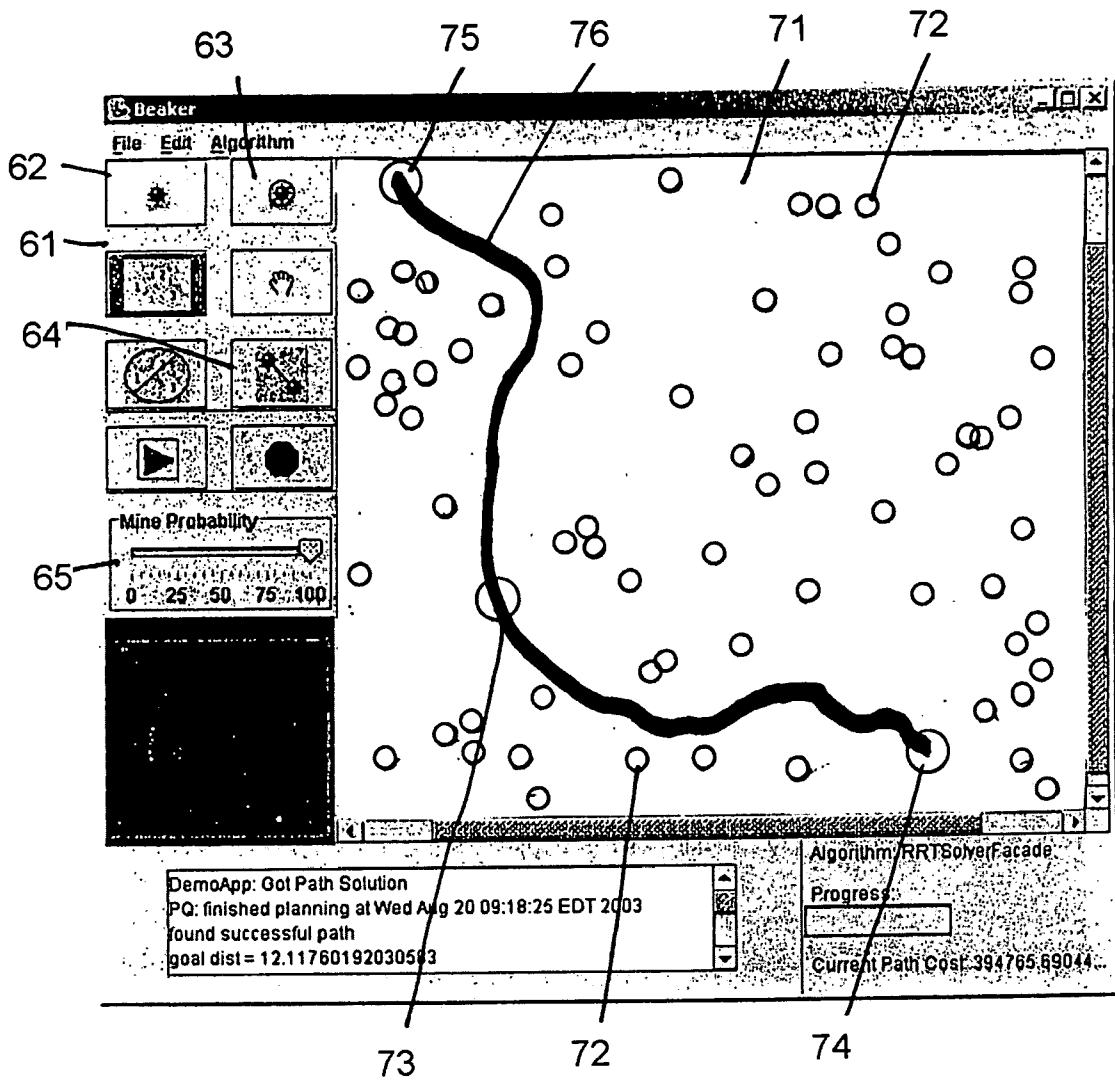 75 76 71 72
63
Beaker
File Edit Algorithm
62
61
64
Mine Probability
65
0 25 50 75 100
DemoApp: Got Path Solution
PQ: finished planning at Wed Aug 20 09:18:25 EDT 2003
found successful path
goal dist = 12.11760192030583
Algorithm: RRTSolverFacade
Progress:
Current Path Cost: 394765.69044...
73 72 74